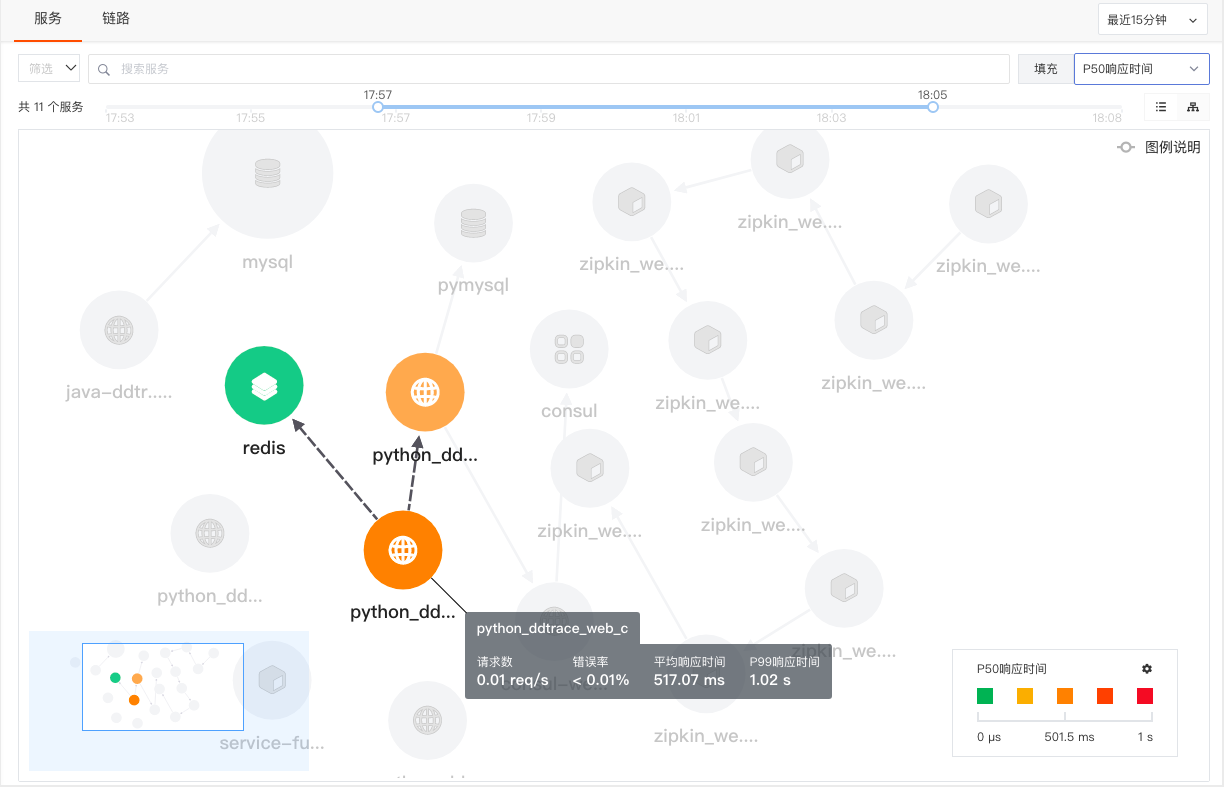 服务
链路
最近15分钟
筛选
搜索服务
填充
P50响应时间
共 11 个服务
17:57
18:05
17:53
17:55
17:57
17:59
18:01
18:03
18:08
图例说明
mysql
pymysql
zipkin_we....
zipkin_we....
zipkin_we....
java-ddtr.....
consul
zipkin_we....
zipkin_we....
redis
python_dd...
zipkin_we....
zipkin_we....
python_dd...
python_dd...
python_ddtrace_web_c
请求数
错误率
平均响应时间
P99响应时间
0.01 req/s
< 0.01%
517.07 ms
1.02 s
zipkin_we....
service-fu...
zipkin_we....
P50响应时间
0 μs
501.5 ms
1 s